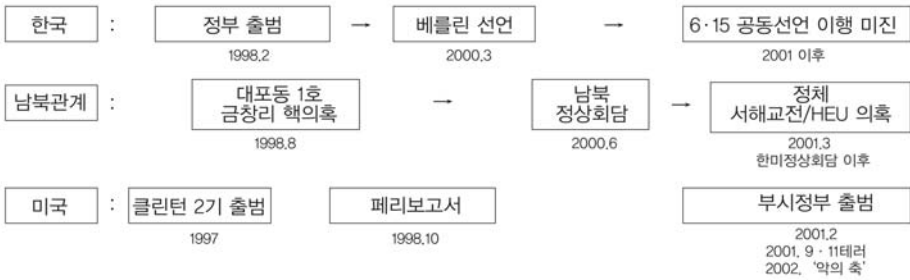 한국 : 정부 출범 → 베를린 선언 → 6·15 공동선언 이행 미진
1998.2 2000.3 2001 이후
남북관계 : 대포동 1호 금창리 핵의혹 → 남북 정상회담 → 정체 서해교전/HEU 의혹
1998.8 2000.6 2001.3
한미정상회담 이후
미국 : 클린턴 2기 출범 페리보고서 부시정부 출범
1997 1998.10 2001.2
2001. 9·11테러
2002. ‘악의 축’